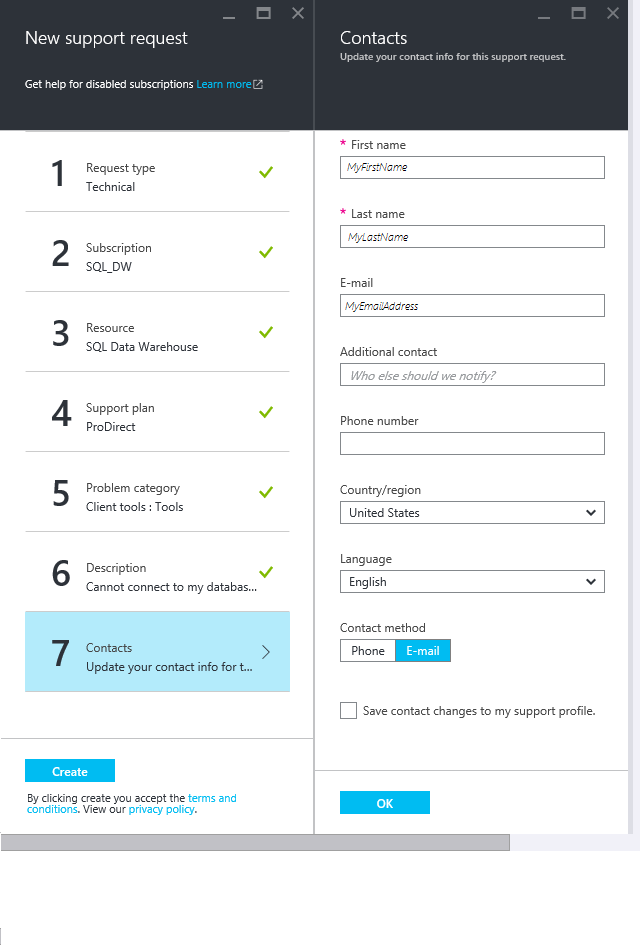 New support request
Get help for disabled subscriptions Learn more
1
Request type
Technical
2
Subscription
SQL_DW
3
Resource
SQL Data Warehouse
4
Support plan
ProDirect
5
Problem category
Client tools : Tools
6
Description
Cannot connect to my databas...
7
Contacts
Update your contact info for t...
Create
By clicking create you accept the terms and
conditions. View our privacy policy.
Contacts
Update your contact info for this support request.
* First name
MyFirstName
* Last name
MyLastName
E-mail
MyEmailAddress
Additional contact
Who else should we notify?
Phone number
Country/region
United States
Language
English
Contact method
Phone E-mail
Save contact changes to my support profile.
OK